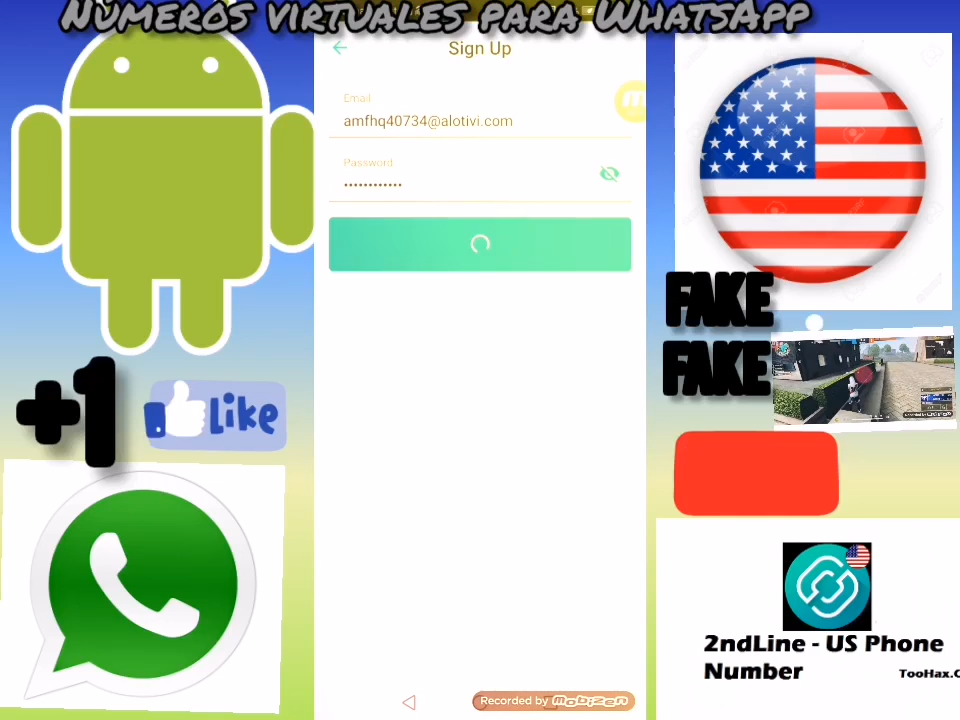 Números virtuales para WhatsApp
Sign Up
Email
amfhq40734@alotivi.com
Password
FAKE
FAKE
+1
like
2ndLine - US Phone
Number
TooHax.C
Recorded by mobizen